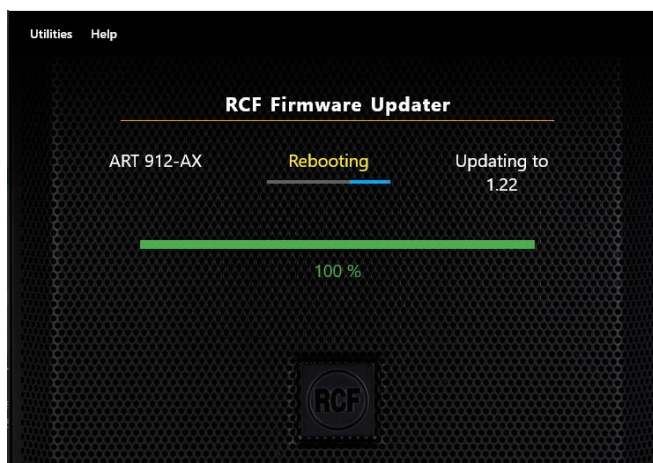 Utilities Help
RCF Firmware Updater
ART 912-AX Rebooting Updating to
1.22
100 %
RCF